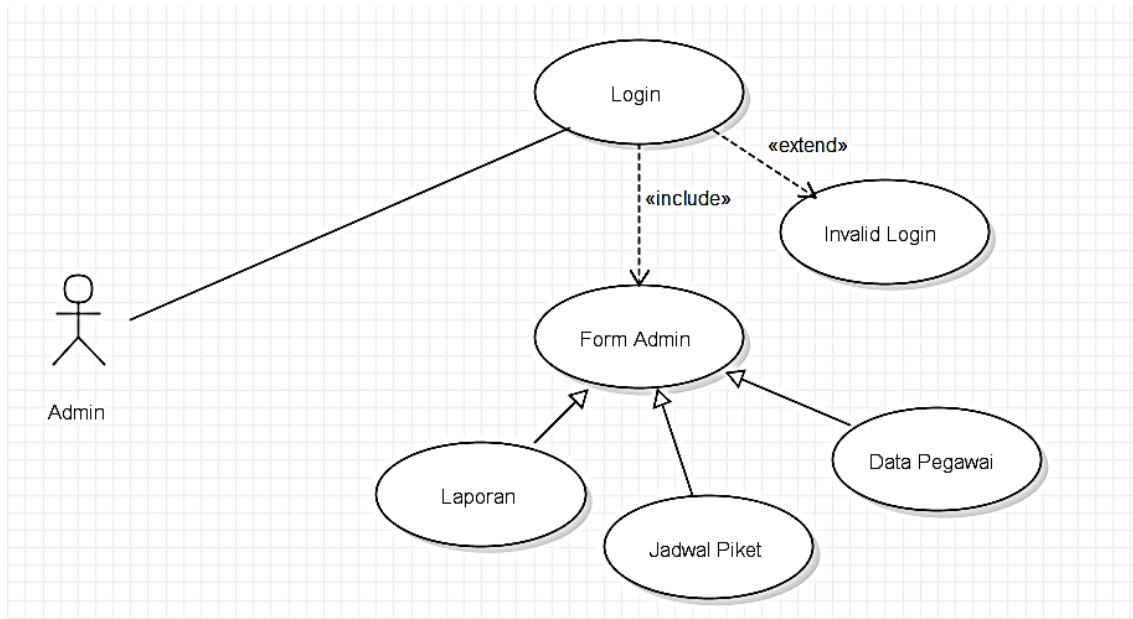 Login
«extend»
«include»
Invalid Login
Form Admin
Admin
Data Pegawai
Laporan
Jadwal Piket